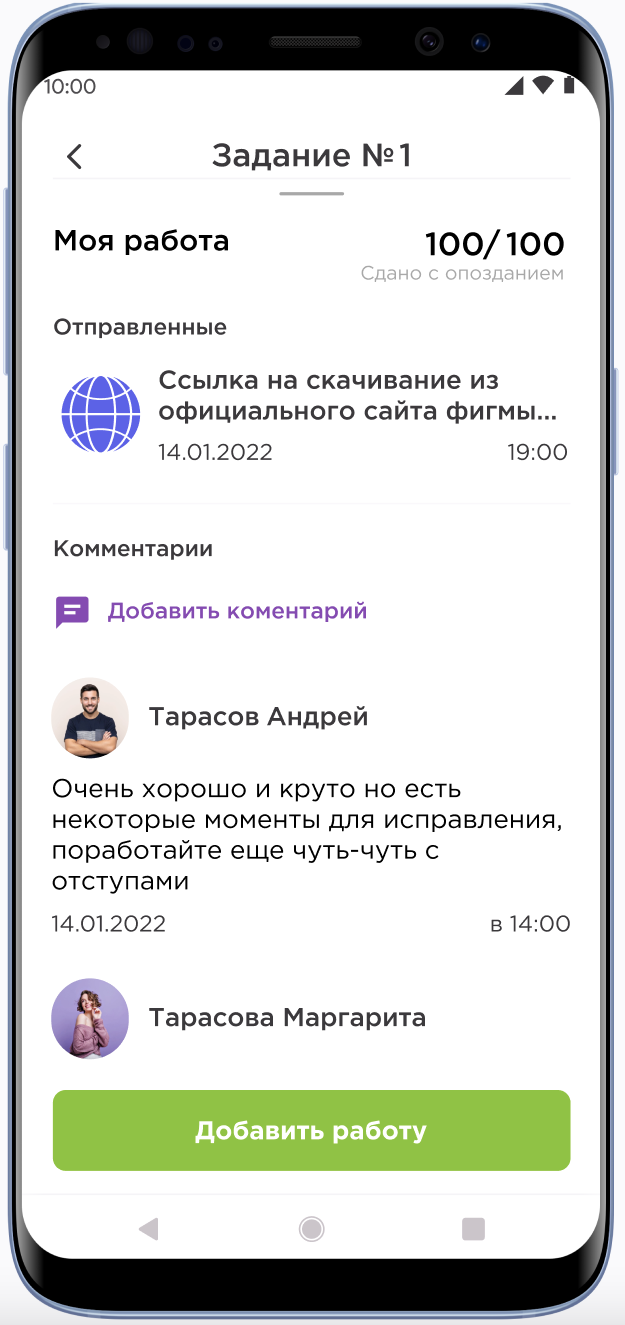 10:00
Задание №1
Моя работа
100/100
Сдано с опозданием
Отправленные
Ссылка на скачивание из
официального сайта фигмы...
14.01.2022
19:00
Комментарии
Добавить коментарий
Тарасов Андрей
Очень хорошо и круто но есть
некоторые моменты для исправления,
поработайте еще чуть-чуть с
отступами
14.01.2022
в 14:00
Тарасова Маргарита
Добавить работу